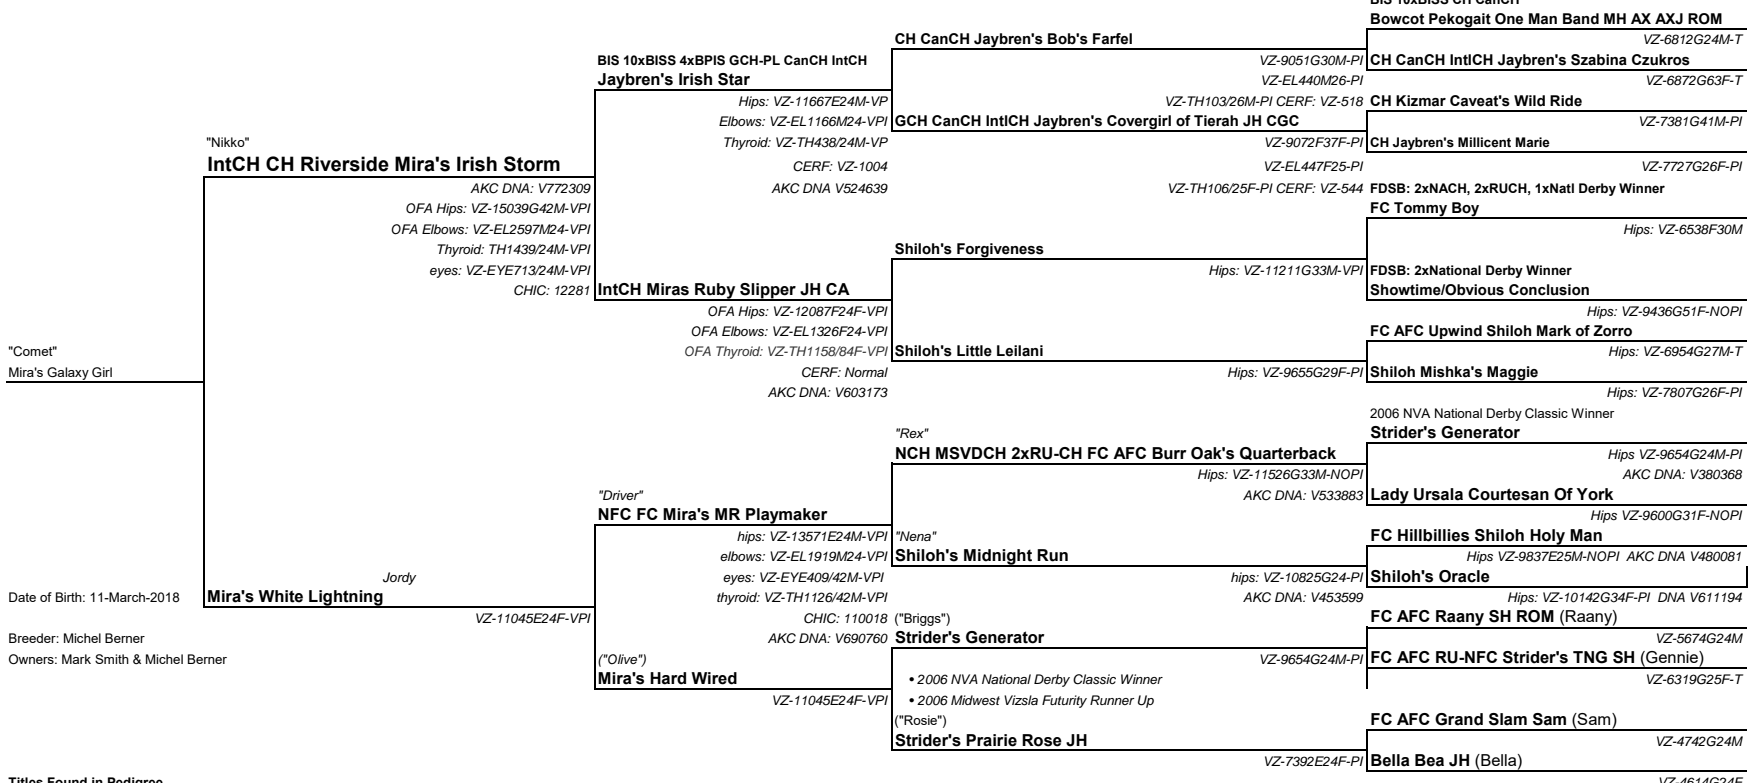 "Comet"
Mira's Galaxy Girl
Date of Birth: 11-March-2018
Breeder: Michel Berner
Owners: Mark Smith & Michel Berner
Titles Found in Pedigree
"Nikko"
IntCH CH Riverside Mira's Irish Storm
AKC DNA: V772309
OFA Hips: VZ-15039G42M-VPI
OFA Elbows: VZ-EL2597M24-VPI
Thyroid: TH1439/24M-VPI
eyes: VZ-EYE713/24M-VPI
CHIC: 12281
Jordy
Mira's White Lightning
VZ-11045E24F-VPI
BIS 10xBISS 4xBPIS GCH-PL CanCH IntCH
Jaybren's Irish Star
Hips: VZ-11667E24M-VP
Elbows: VZ-EL1166M24-VPI
Thyroid: VZ-TH438/24M-VP
CERF: VZ-1004
AKC DNA V524639
IntCH Miras Ruby Slipper JH CA
OFA Hips: VZ-12087F24F-VPI
OFA Elbows: VZ-EL1326F24-VPI
OFA Thyroid: VZ-TH1158/84F-VPI
CERF: Normal
AKC DNA: V603173
"Driver"
NFC FC Mira's MR Playmaker
hips: VZ-13571E24M-VPI
elbows: VZ-EL1919M24-VPI
eyes: VZ-EYE409/42M-VPI
thyroid: VZ-TH1126/42M-VPI
CHIC: 110018
AKC DNA: V690760
("Olive")
Mira's Hard Wired
VZ-11045E24F-VPI
CH CanCH Jaybren's Bob's Farfel
VZ-9051G30M-PI
VZ-EL440M26-PI
VZ-TH103/26M-PI CERF: VZ-518
GCH CanCH IntlCH Jaybren's Covergirl of Tierah JH CGC
VZ-9072F37F-PI
VZ-EL447F25-PI
VZ-TH106/25F-PI CERF: VZ-544
Shiloh's Forgiveness
Hips: VZ-11211G33M-VPI
Shiloh's Little Leilani
Hips: VZ-9655G29F-PI
"Rex"
NCH MSVDCH 2xRU-CH FC AFC Burr Oak's Quarterback
Hips: VZ-11526G33M-NOPI
AKC DNA: V533883
"Nena"
Shiloh's Midnight Run
hips: VZ-10825G24-PI
AKC DNA: V453599
("Briggs")
Strider's Generator
VZ-9654G24M-PI
• 2006 NVA National Derby Classic Winner
• 2006 Midwest Vizsla Futurity Runner Up
("Rosie")
Strider's Prairie Rose JH
VZ-7392E24F-PI
BIS 10xBISS CH CanCH
Bowcot Pekogait One Man Band MH AX AXJ ROM
VZ-6812G24M-T
CH CanCH IntlCH Jaybren's Szabina Czukros
VZ-6872G63F-T
CH Kizmar Caveat's Wild Ride
VZ-7381G41M-PI
CH Jaybren's Millicent Marie
VZ-7727G26F-PI
FDSB: 2xNACH, 2xRUCH, 1xNatl Derby Winner
FC Tommy Boy
Hips: VZ-6538F30M
FDSB: 2xNational Derby Winner
Showtime/Obvious Conclusion
Hips: VZ-9436G51F-NOPI
FC AFC Upwind Shiloh Mark of Zorro
Hips: VZ-6954G27M-T
Shiloh Mishka's Maggie
Hips: VZ-7807G26F-PI
2006 NVA National Derby Classic Winner
Strider's Generator
Hips VZ-9654G24M-PI
AKC DNA: V380368
Lady Ursala Courtesan Of York
Hips VZ-9600G31F-NOPI
FC Hillbillies Shiloh Holy Man
Hips VZ-9837E25M-NOPI AKC DNA V480081
Shiloh's Oracle
Hips: VZ-10142G34F-PI DNA V611194
FC AFC Raany SH ROM (Raany)
VZ-5674G24M
FC AFC RU-NFC Strider's TNG SH (Gennie)
VZ-6319G25F-T
FC AFC Grand Slam Sam (Sam)
VZ-4742G24M
Bella Bea JH (Bella)
VZ-4614G24F